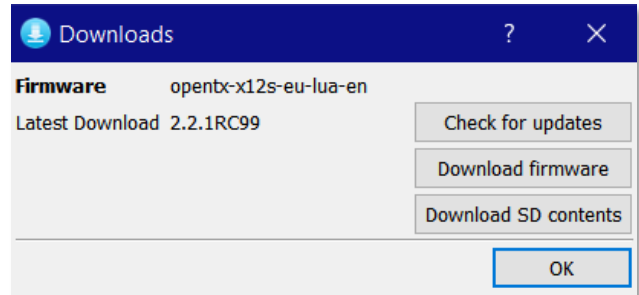 Downloads
Firmware opentx-x12s-eu-lua-en
Latest Download 2.2.1RC99
Check for updates
Download firmware
Download SD contents
OK